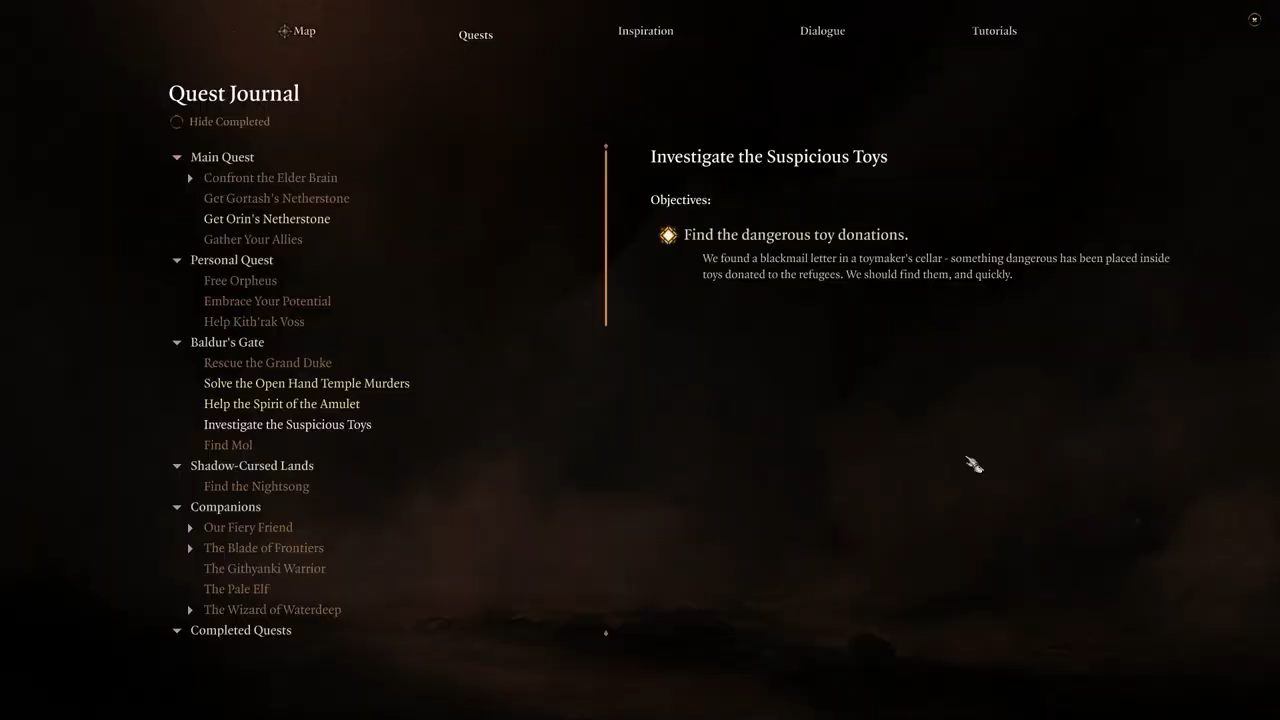 Map
Quests
Inspiration
Dialogue
Tutorials
Quest Journal
Hide Completed
Main Quest
Confront the Elder Brain
Get Gortash's Netherstone
Get Orin's Netherstone
Gather Your Allies
Personal Quest
Free Orpheus
Embrace Your Potential
Help Kith'rak Voss
Baldur's Gate
Rescue the Grand Duke
Solve the Open Hand Temple Murders
Help the Spirit of the Amulet
Investigate the Suspicious Toys
Find Mol
Shadow-Cursed Lands
Find the Nightsong
Companions
Our Fiery Friend
The Blade of Frontiers
The Githyanki Warrior
The Pale Elf
The Wizard of Waterdeep
Completed Quests
Investigate the Suspicious Toys
Objectives:
Find the dangerous toy donations.
We found a blackmail letter in a toymaker's cellar - something dangerous has been placed inside
toys donated to the refugees. We should find them, and quickly.